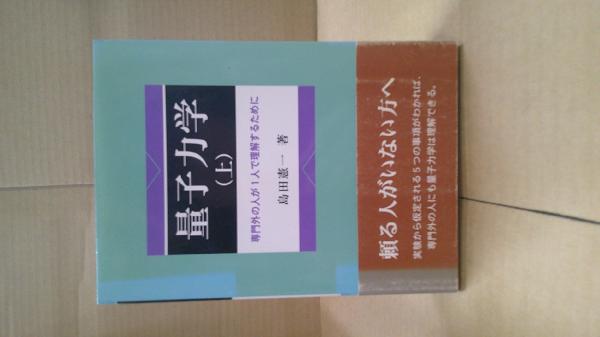 量子力学
(上)
専門外の人が1人で理解するために
島田憲一 著
頼る人がいない方へ
実験から仮定される5つの事項がわかれば、
専門外の人にも量子力学は理解できる。